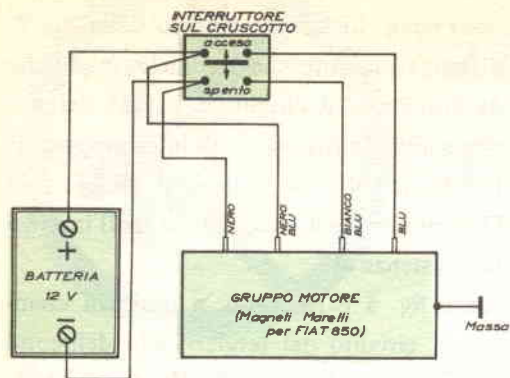 INTERRUTTORE
SUL CRUSCOTTO
acceso
spento
NERO
NERO
BLU
BIANCO
BLU
BLU
+
BATTERIA
12 V
−
GRUPPO MOTORE
(Magneti Marelli
per FIAT 850)
Massa